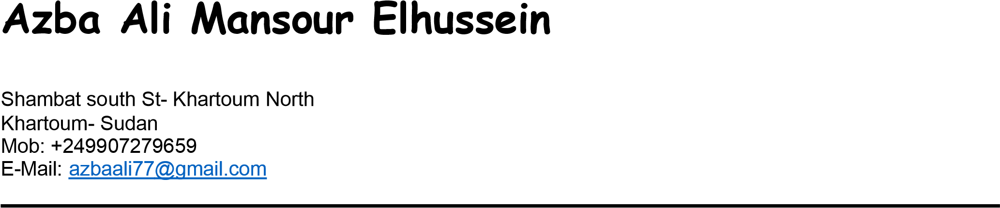 Azba Ali Mansour Elhussein
Shambat south St- Khartoum North
Khartoum- Sudan
Mob: +249907279659
E-Mail: azbaali77@gmail.com